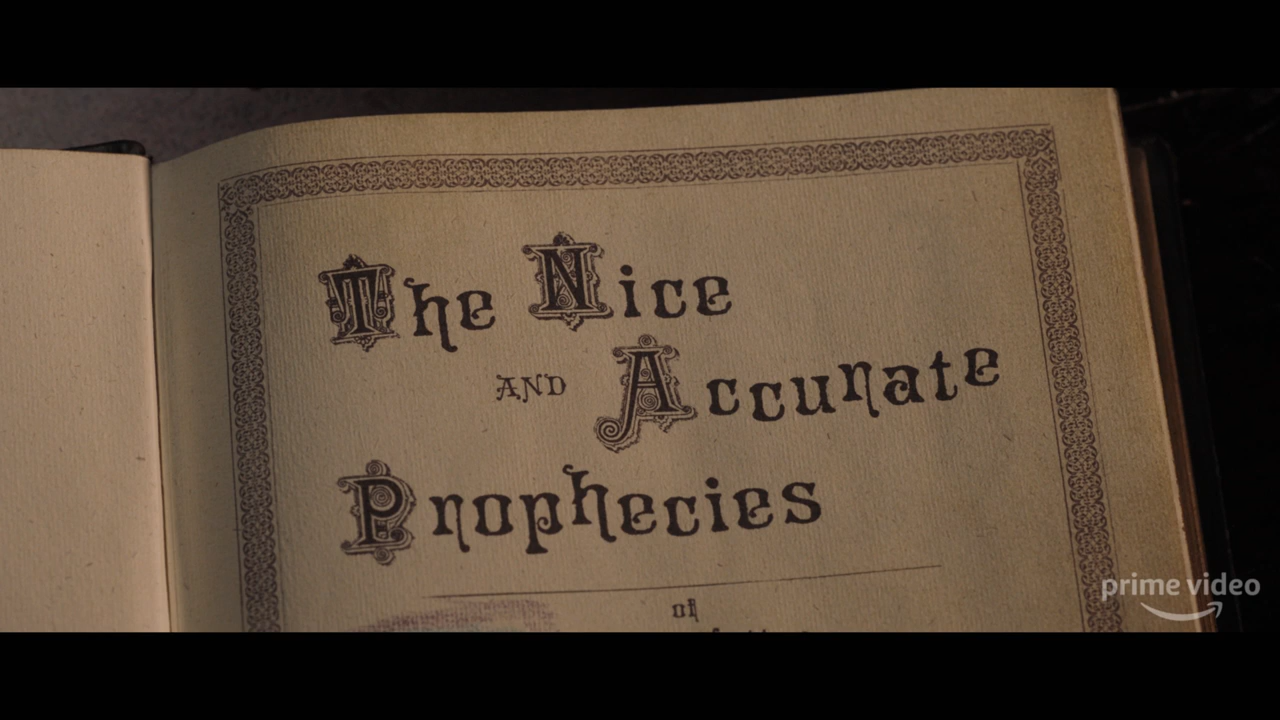 The Nice
AND Accurate
Prophecies
of
prime video